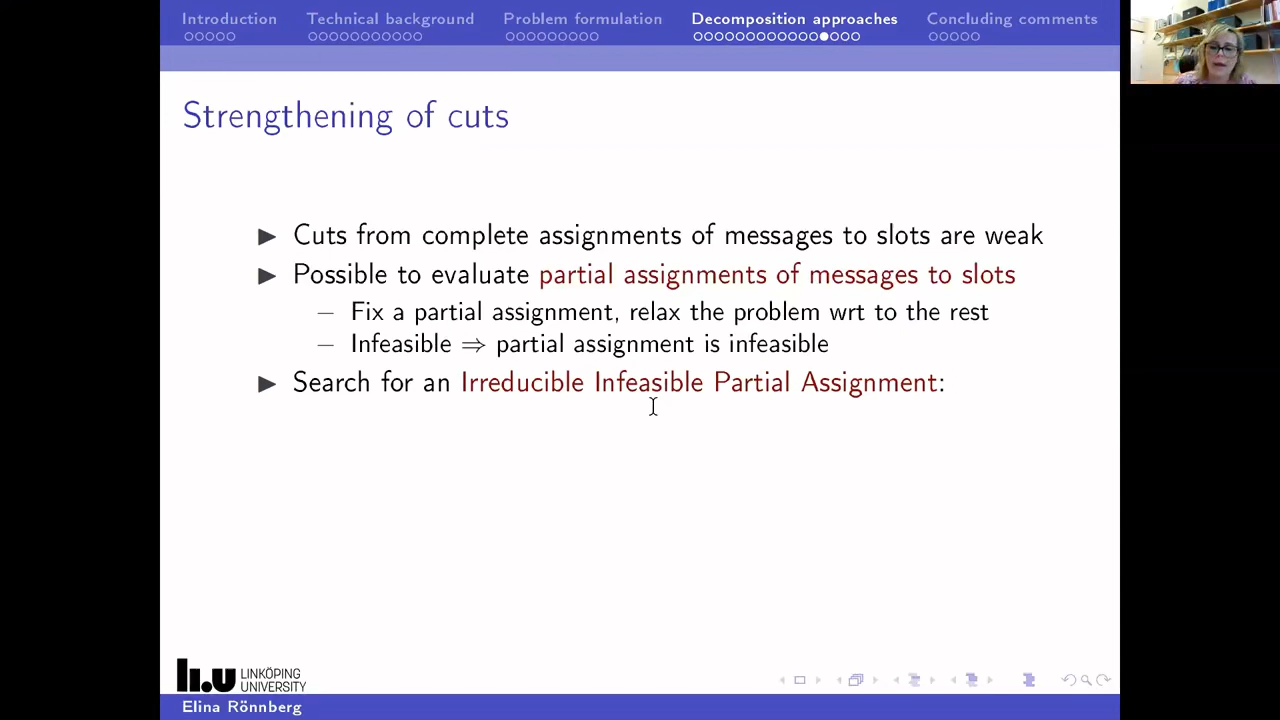 Introduction Technical background Problem formulation Decomposition approaches Concluding comments
Strengthening of cuts
Cuts from complete assignments of messages to slots are weak
Possible to evaluate partial assignments of messages to slots
– Fix a partial assignment, relax the problem wrt to the rest
– Infeasible ⇒ partial assignment is infeasible
Search for an Irreducible Infeasible Partial Assignment:
li.u LINKÖPING
UNIVERSITY
Elina Rönnberg